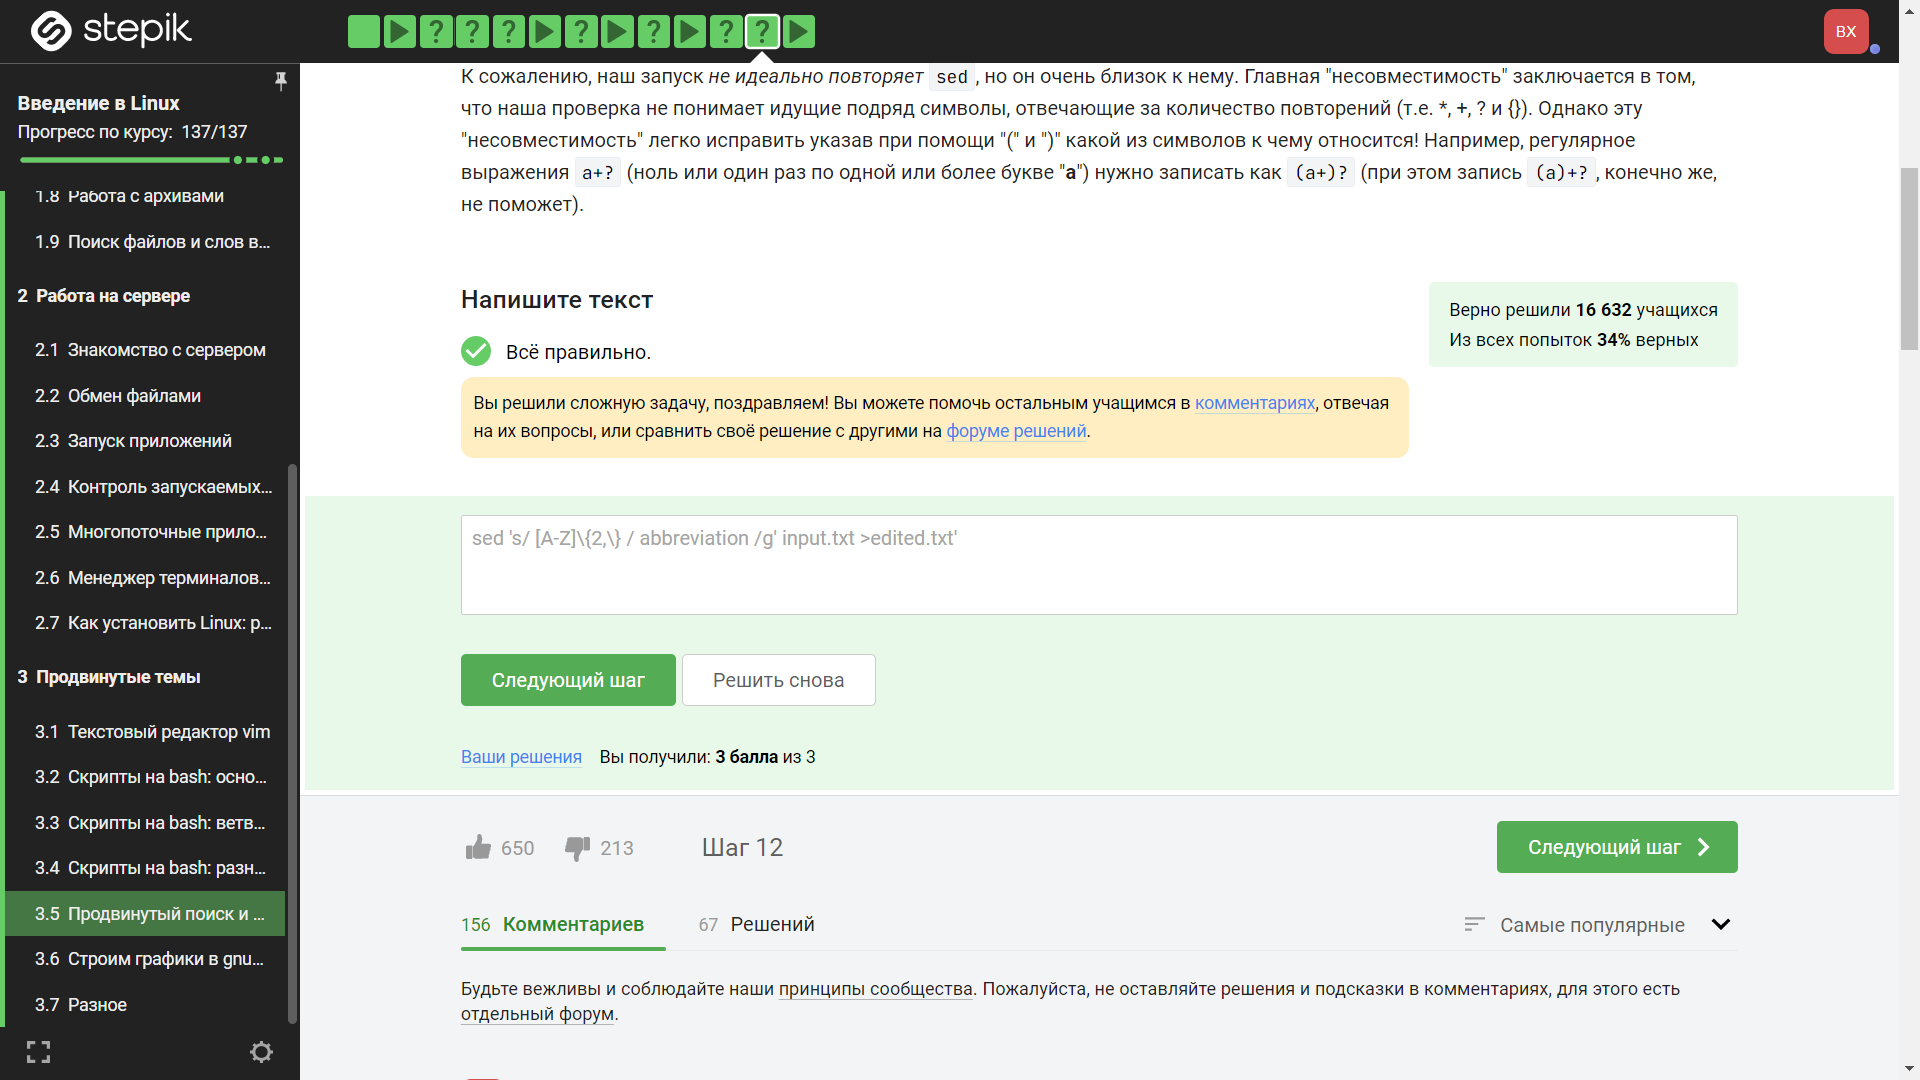 stepik
BX
Введение в Linux
Прогресс по курсу: 137/137
1.8 Работа с архивами
1.9 Поиск файлов и слов в...
2 Работа на сервере
2.1 Знакомство с сервером
2.2 Обмен файлами
2.3 Запуск приложений
2.4 Контроль запускаемых...
2.5 Многопоточные прило...
2.6 Менеджер терминалов...
2.7 Как установить Linux: р...
3 Продвинутые темы
3.1 Текстовый редактор vim
3.2 Скрипты на bash: осно...
3.3 Скрипты на bash: ветв...
3.4 Скрипты на bash: разн...
3.5 Продвинутый поиск и ...
3.6 Строим графики в gnu...
3.7 Разное
К сожалению, наш запуск не идеально повторяет sed, но он очень близок к нему. Главная "несовместимость" заключается в том,
что наша проверка не понимает идущие подряд символы, отвечающие за количество повторений (т.е. *, +, ? и {}). Однако эту
"несовместимость" легко исправить указав при помощи "(" и ")" какой из символов к чему относится! Например, регулярное
выражения a+? (ноль или один раз по одной или более букве "a") нужно записать как (a+)? (при этом запись (a)+?, конечно же,
не поможет).
Напишите текст
Верно решили 16 632 учащихся
Из всех попыток 34% верных
Всё правильно.
Вы решили сложную задачу, поздравляем! Вы можете помочь остальным учащимся в комментариях, отвечая
на их вопросы, или сравнить своё решение с другими на форуме решений.
sed 's/ [A-Z]\{2,\} / abbreviation /g' input.txt >edited.txt'
Следующий шаг
Решить снова
Ваши решения Вы получили: 3 балла из 3
650 213 Шаг 12
Следующий шаг
156 Комментариев 67 Решений
Самые популярные
Будьте вежливы и соблюдайте наши принципы сообщества. Пожалуйста, не оставляйте решения и подсказки в комментариях, для этого есть
отдельный форум.